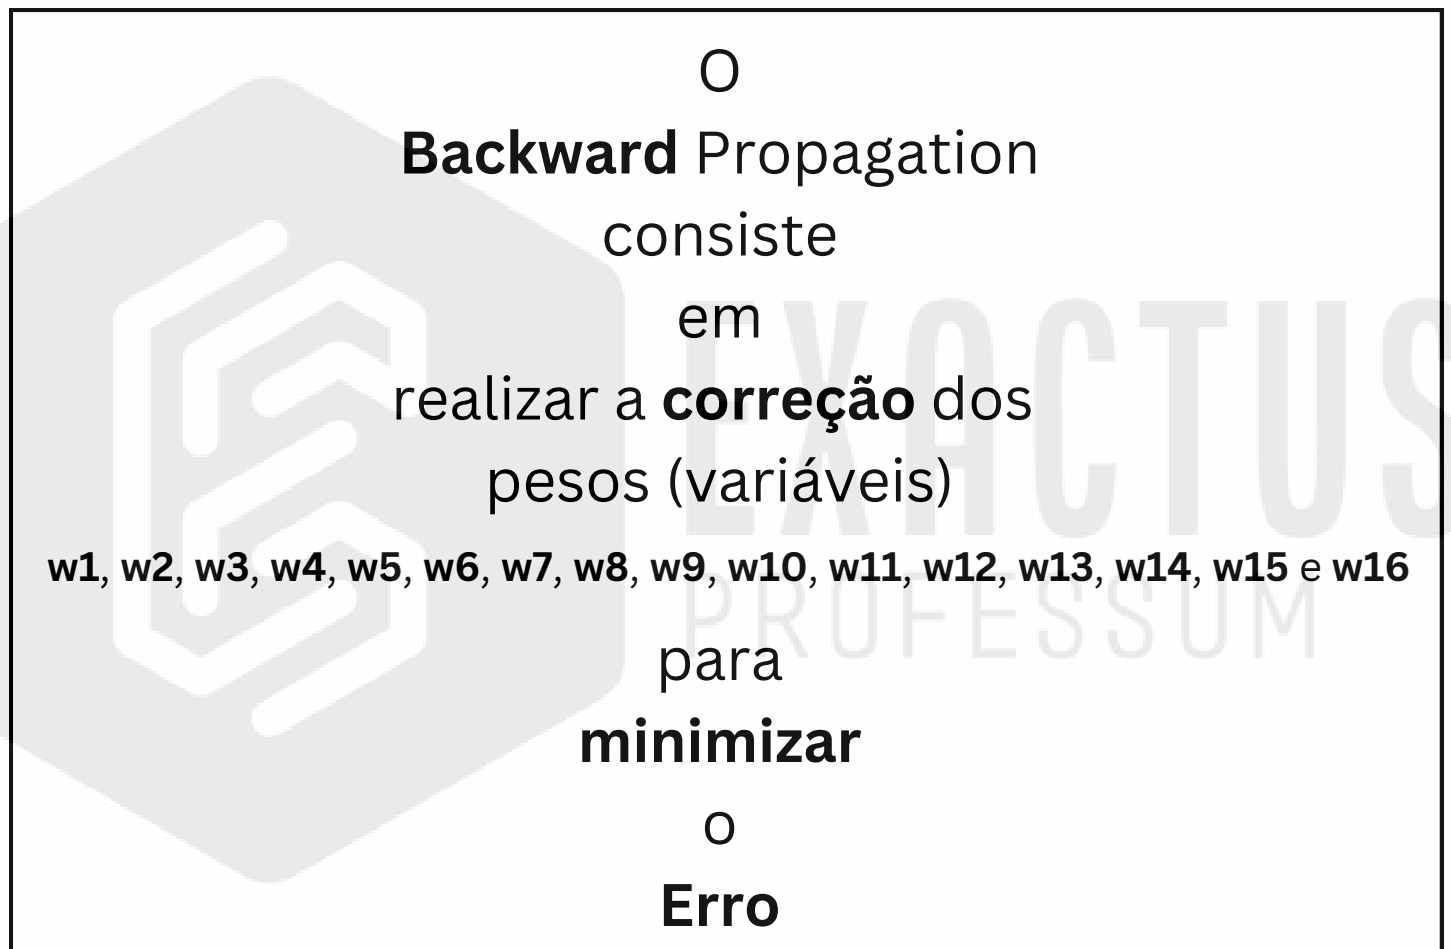 O
Backward Propagation
consiste
em
realizar a correção dos
pesos (variáveis)
w1, w2, w3, w4, w5, w6, w7, w8, w9, w10, w11, w12, w13, w14, w15 e w16
para
minimizar
o
Erro
EXACTUS
PROFESSUM